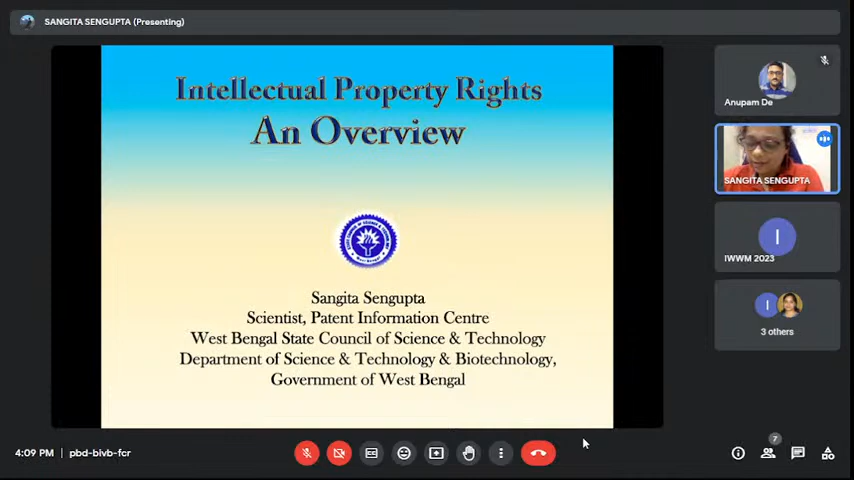 SANGITA SENGUPTA (Presenting)
Intellectual Property Rights
An Overview
Sangita Sengupta
Scientist, Patent Information Centre
West Bengal State Council of Science & Technology
Department of Science & Technology & Biotechnology,
Government of West Bengal
Anupam De
SANGITA SENGUPTA
I
IWWM 2023
I
3 others
4:09 PM | pbd-bivb-fcr
7